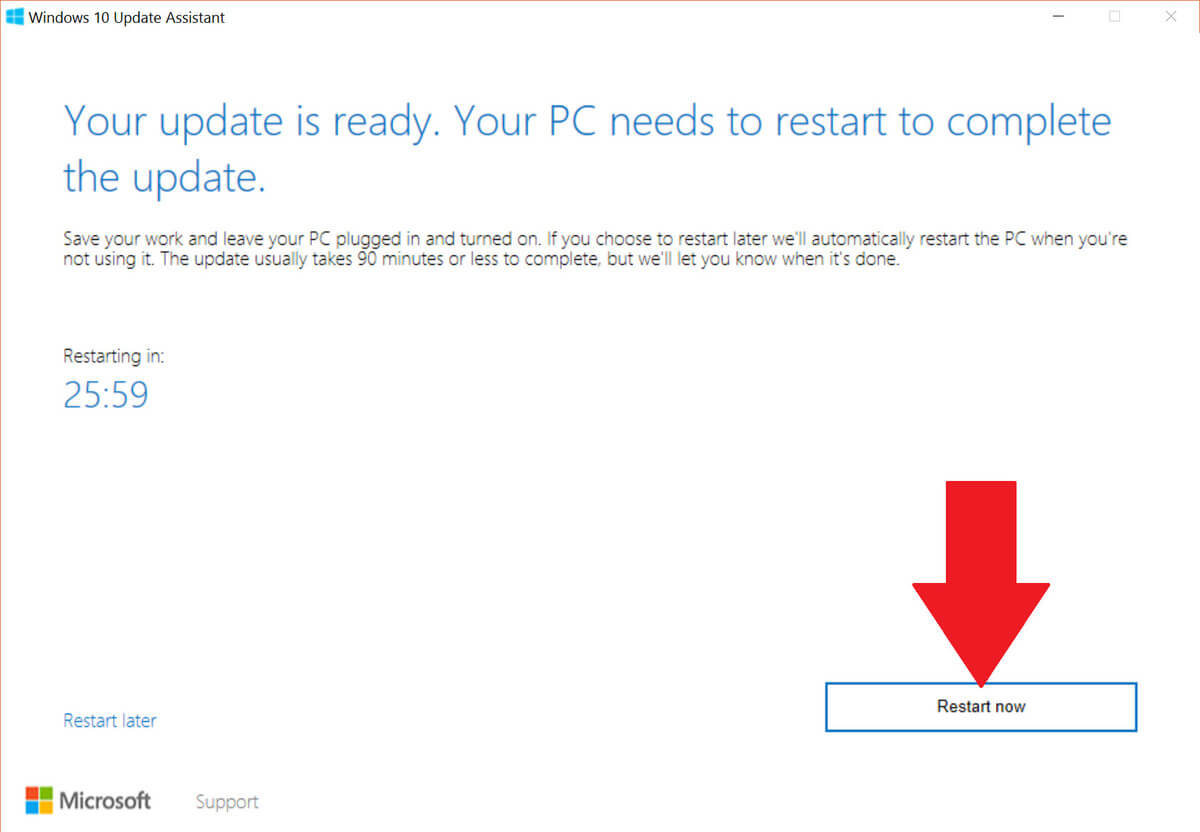 Windows 10 Update Assistant
Your update is ready. Your PC needs to restart to complete
the update.
Save your work and leave your PC plugged in and turned on. If you choose to restart later we'll automatically restart the PC when you're
not using it. The update usually takes 90 minutes or less to complete, but we'll let you know when it's done.
Restarting in:
25:59
Restart now
Restart later
Microsoft
Support